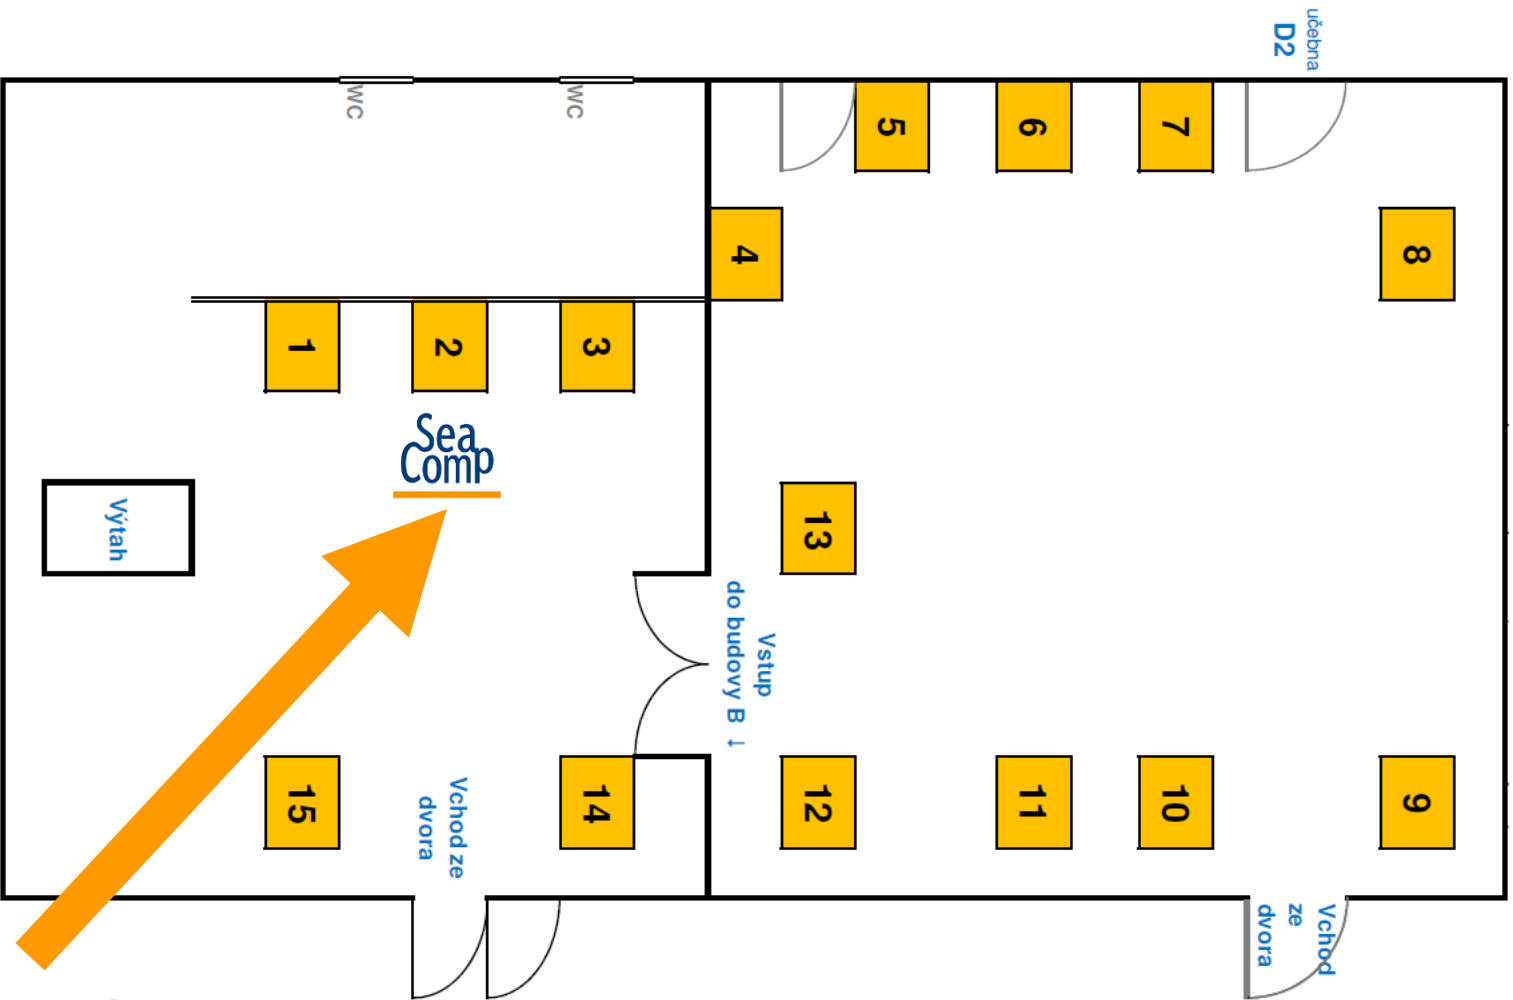 učebna
D2
WC
WC
5
6
7
4
8
1
2
3
Sea
Comp
Výtah
13
Vstup
do budovy B ↓
15
Vchod ze
dvora
14
12
11
10
9
Vchod
ze
dvora